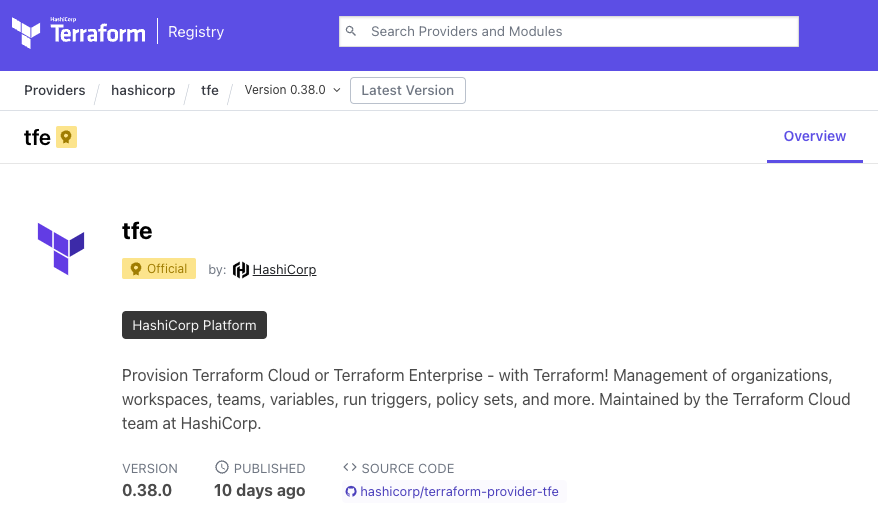 HashiCorp
Terraform
Registry
Search Providers and Modules
Providers / hashicorp / tfe / Version 0.38.0 Latest Version
tfe
Overview
tfe
Official by: HashiCorp
HashiCorp Platform
Provision Terraform Cloud or Terraform Enterprise - with Terraform! Management of organizations,
workspaces, teams, variables, run triggers, policy sets, and more. Maintained by the Terraform Cloud
team at HashiCorp.
VERSION PUBLISHED SOURCE CODE
0.38.0 10 days ago hashicorp/terraform-provider-tfe